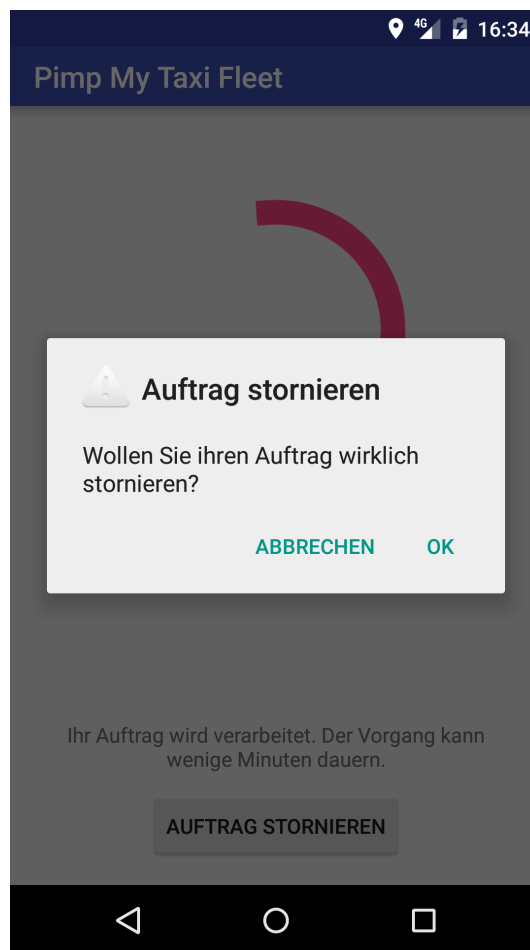 4G 16:34
Pimp My Taxi Fleet
Auftrag stornieren
Wollen Sie ihren Auftrag wirklich
stornieren?
ABBRECHEN OK
Ihr Auftrag wird verarbeitet. Der Vorgang kann
wenige Minuten dauern.
AUFTRAG STORNIEREN